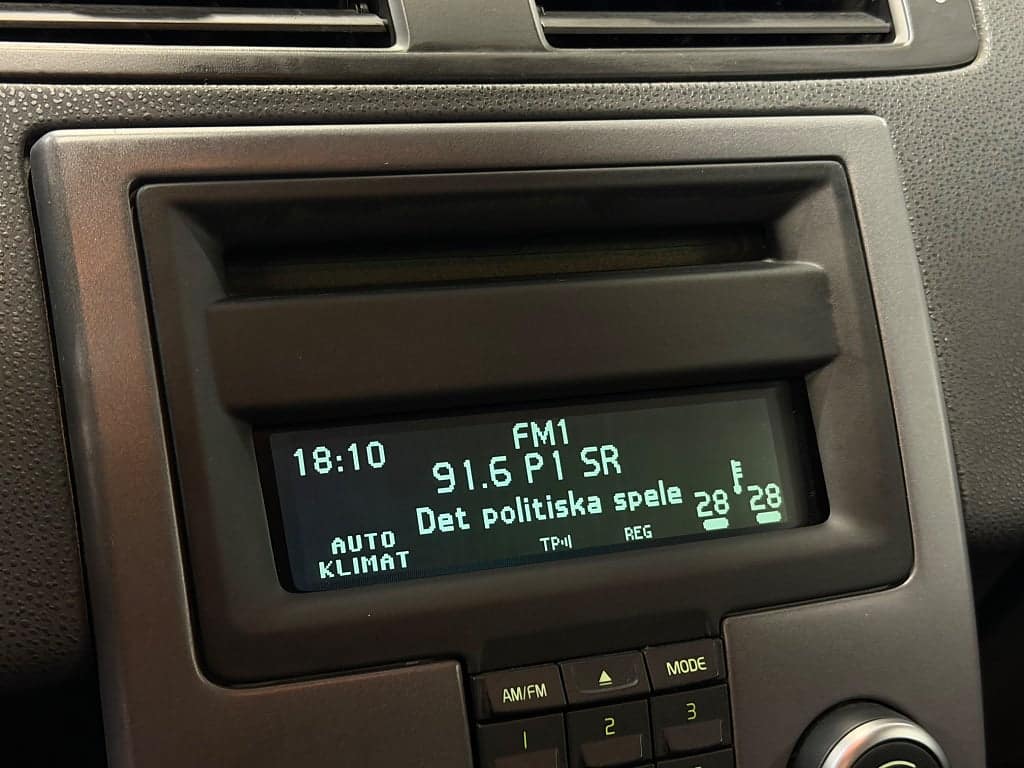 FM1
18:10
91.6 P1 SR
Det politiska spele
28 28
AUTO
KLIMAT
TP
REG
AM/FM
MODE
1
2
3